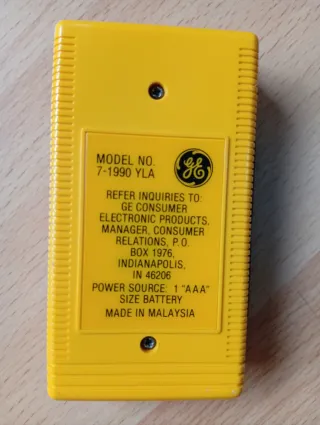 MODEL NO.
7-1990 YLA
GE
REFER INQUIRIES TO:
GE CONSUMER
ELECTRONIC PRODUCTS,
MANAGER, CONSUMER
RELATIONS, P.O.
BOX 1976,
INDIANAPOLIS,
IN 46206
POWER SOURCE: 1 "AAA"
SIZE BATTERY
MADE IN MALAYSIA